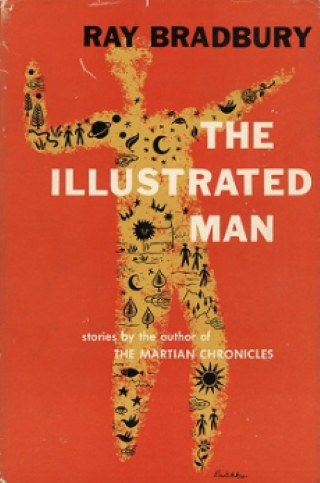 RAY BRADBURY
THE
ILLUSTRATED
MAN
stories by the author of
THE MARTIAN CHRONICLES